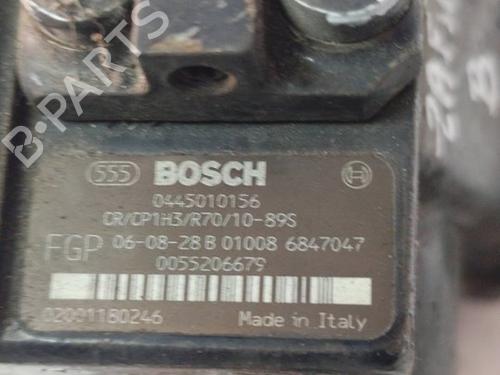 555 BOSCH
0445010156
CR/CP1H3/R70/10-89S
FGP 06-08-28 B 01008 6847047
0055206679
02001180246 Made in Italy
ZAFIRA
B